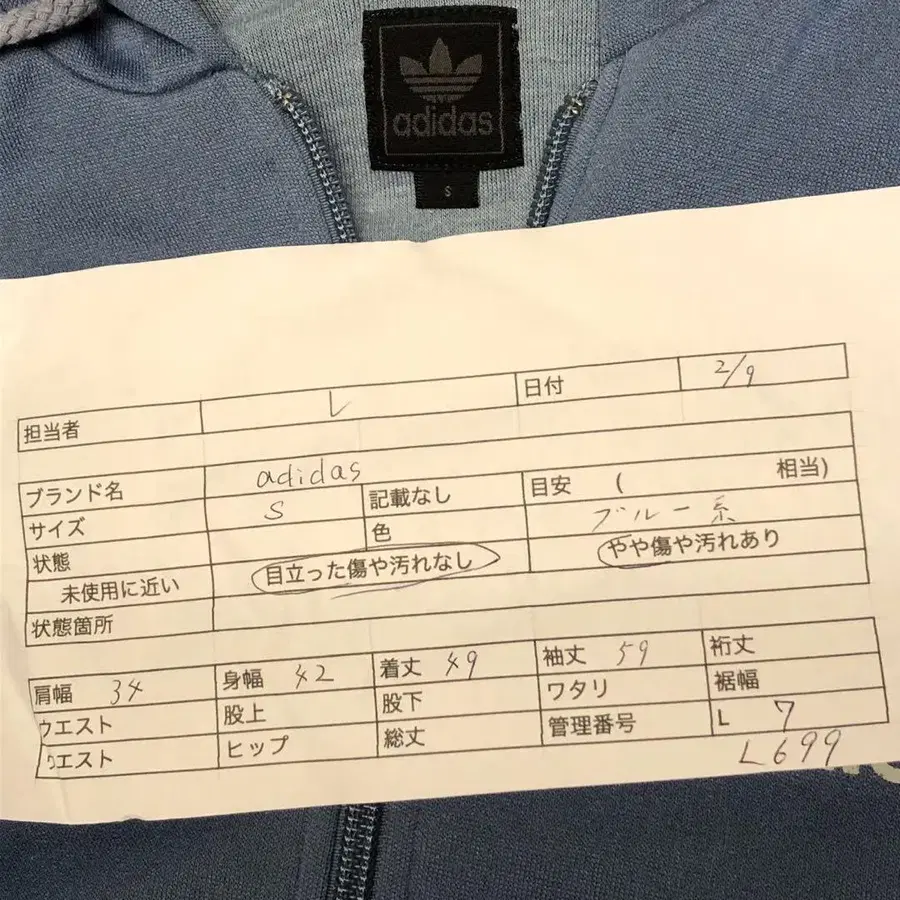 adidas
S
担当者 L 日付 2/9
ブランド名 adidas
サイズ S 記載なし 目安 ( 相当)
状態 色 ブルー系
未使用に近い 目立った傷や汚れなし やや傷や汚れあり
状態箇所
肩幅 34 身幅 42 着丈 49 袖丈 59 裄丈
ウエスト 股上 股下 ワタリ 裾幅
ウエスト ヒップ 総丈 管理番号 L 7
L699